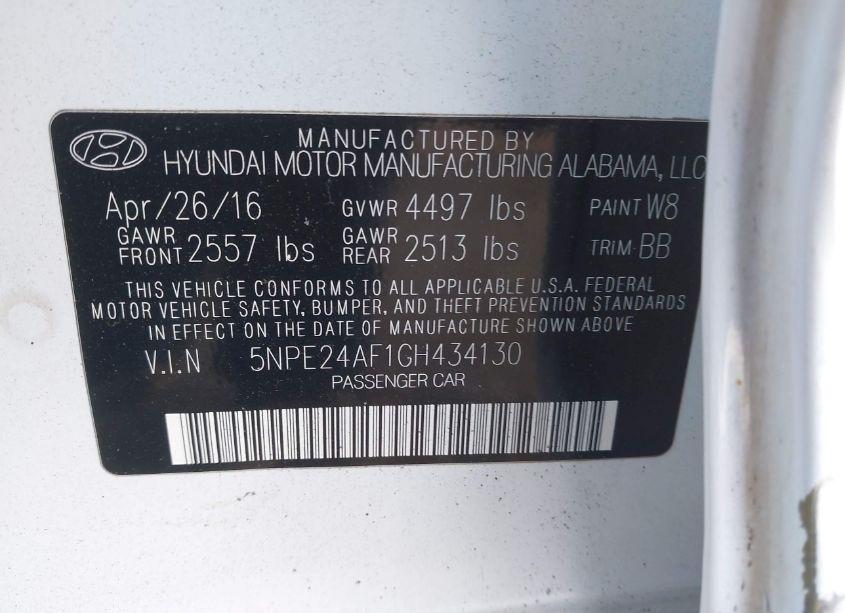 MANUFACTURED BY
HYUNDAI MOTOR MANUFACTURING ALABAMA, LLC
Apr/26/16 GVWR 4497 lbs PAINT W8
GAWR FRONT 2557 lbs GAWR REAR 2513 lbs TRIM BB
THIS VEHICLE CONFORMS TO ALL APPLICABLE U.S.A. FEDERAL
MOTOR VEHICLE SAFETY, BUMPER, AND THEFT PREVENTION STANDARDS
IN EFFECT ON THE DATE OF MANUFACTURE SHOWN ABOVE
V.I.N 5NPE24AF1GH434130
PASSENGER CAR